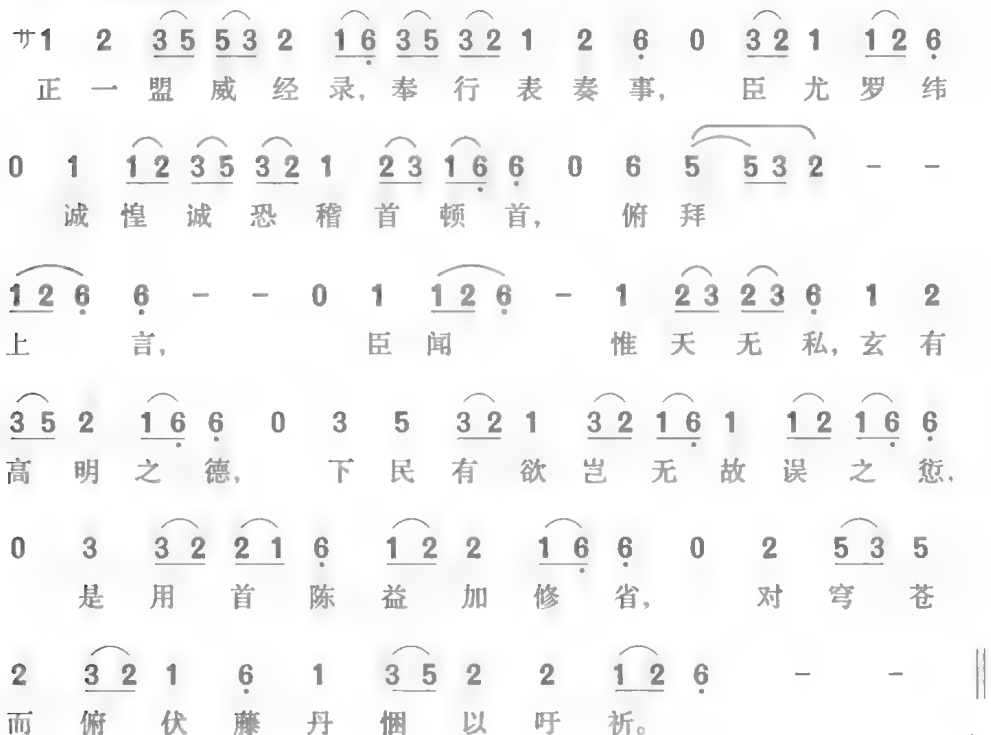 サ1 2 3 5 5 3 2 1 6 3 5 3 2 1 2 6 0 3 2 1 1 2 6
正 一 盟 威 经 录, 奉 行 表 奏 事, 臣 尤 罗 纬
0 1 1 2 3 5 3 2 1 2 3 1 6 6 0 6 5 5 3 2 - -
诚 惶 诚 恐 稽 首 顿 首, 俯 拜
1 2 6 6 - - 0 1 1 2 6 - 1 2 3 2 3 6 1 2
上 言, 臣 闻 惟 天 无 私, 玄 有
3 5 2 1 6 6 0 3 5 3 2 1 3 2 1 6 1 1 2 1 6 6
高 明 之 德, 下 民 有 欲 岂 无 故 误 之 愆,
0 3 3 2 2 1 6 1 2 2 1 6 6 0 2 5 3 5
是 用 首 陈 益 加 修 省, 对 穹 苍
2 3 2 1 6 1 3 5 2 2 1 2 6 - -
而 俯 伏 藤 丹 悃 以 吁 祈。